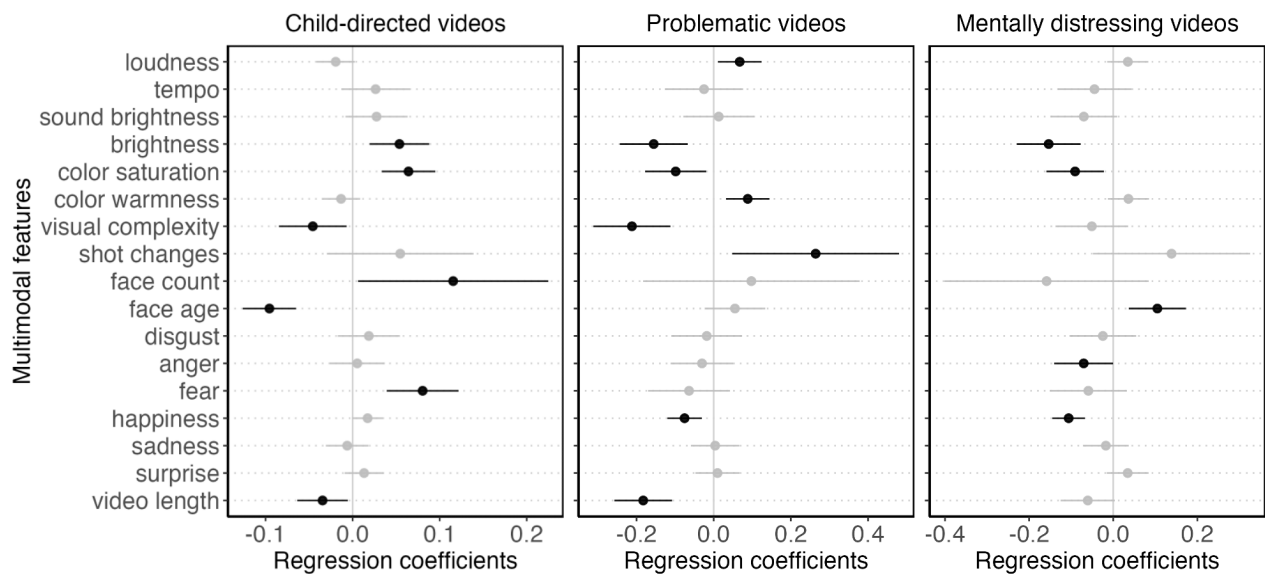 Child-directed videos
Problematic videos
Mentally distressing videos
Multimodal features
loudness
tempo
sound brightness
brightness
color saturation
color warmness
visual complexity
shot changes
face count
face age
disgust
anger
fear
happiness
sadness
surprise
video length
-0.1 0.0 0.1 0.2
-0.2 0.0 0.2 0.4
-0.4 -0.2 0.0 0.2
Regression coefficients
Regression coefficients
Regression coefficients